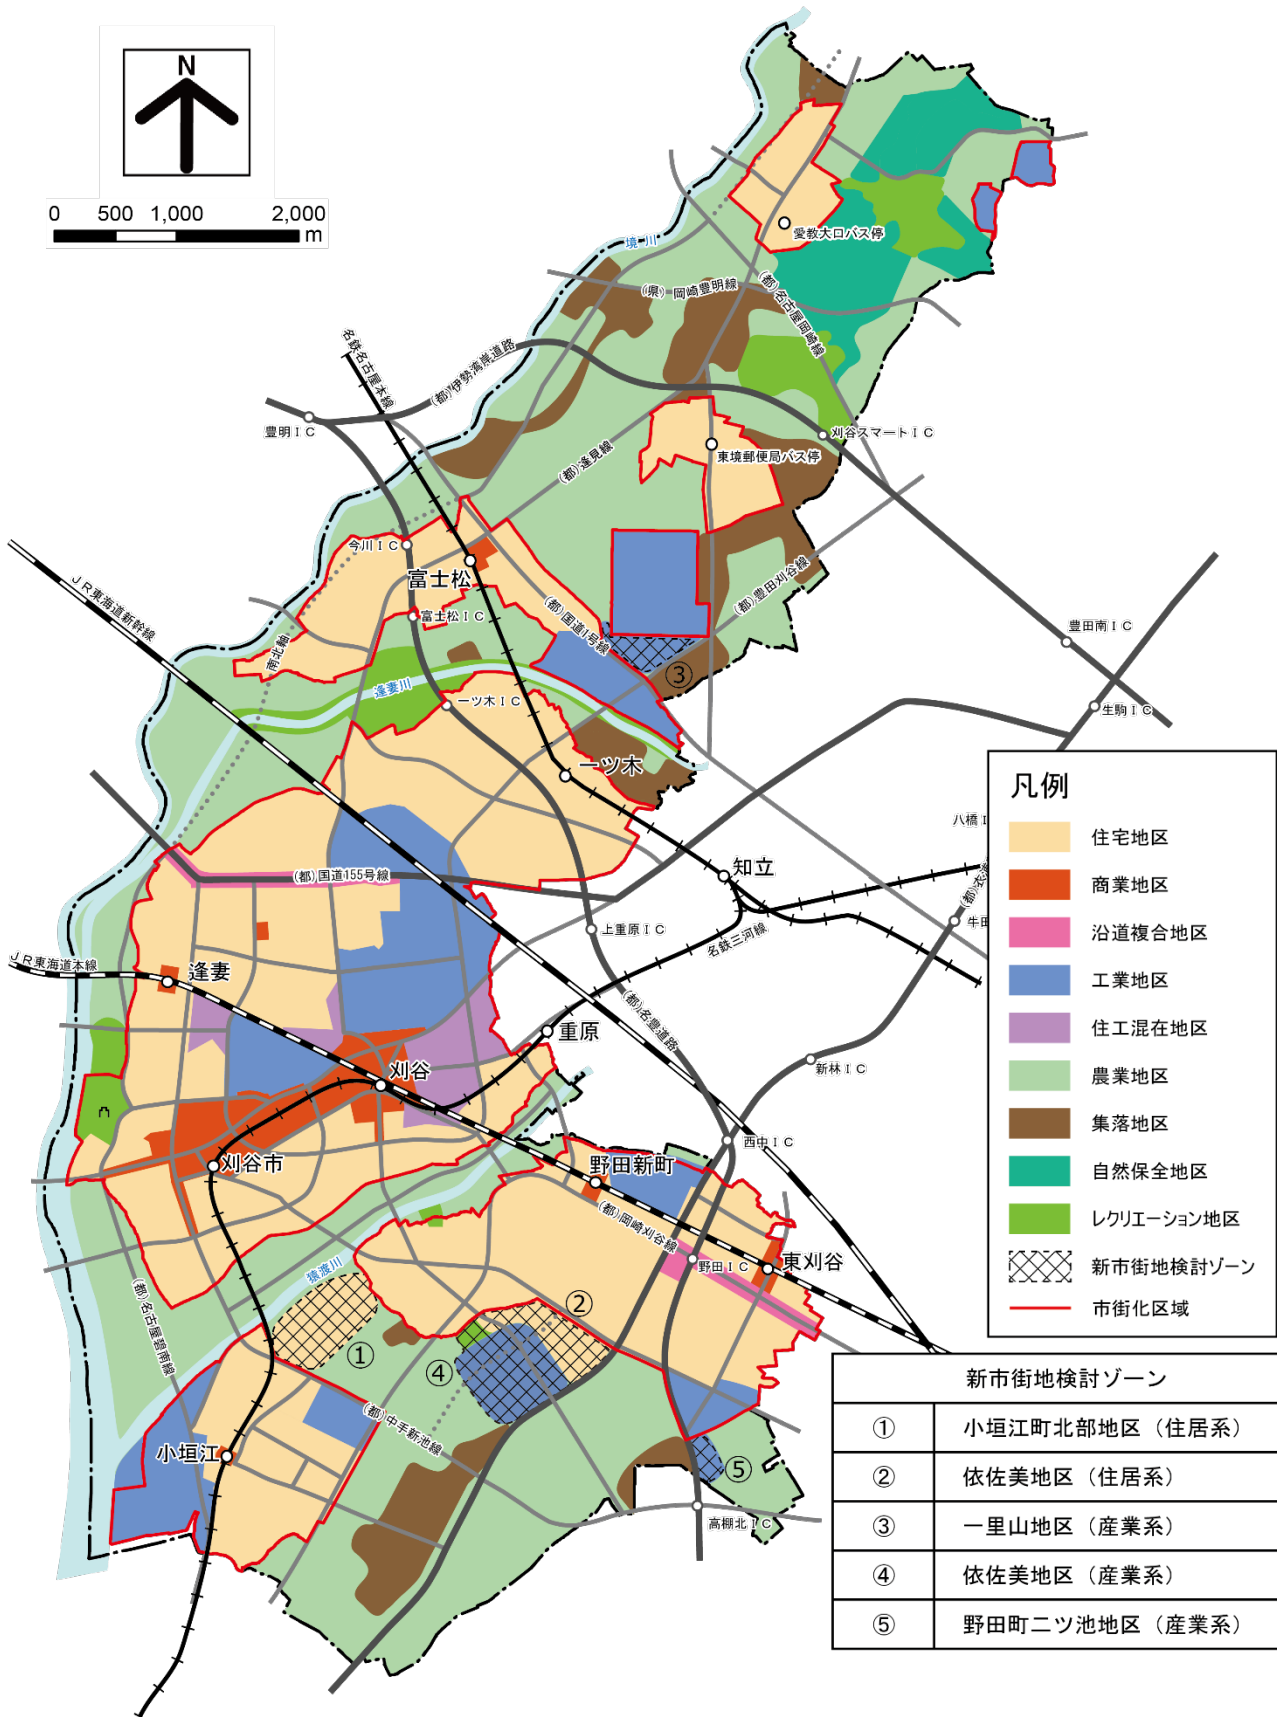 N
0 500 1,000 2,000
m
境川
愛教大口バス停
(県) 岡崎豊明線
(都) 名古屋岡崎線
名鉄名古屋本線
(都) 伊勢湾岸道路
豊明IC
刈谷スマートIC
(都) 逢見線
東境郵便局バス停
今川IC
富士松
JR東海道新幹線
富士松IC
(都) 国道1号線
(都) 豊田刈谷線
豊田南IC
南北軸
③
逢妻川
一ツ木IC
生駒IC
一ツ木
(都) 国道155号線
知立
上重原IC
名鉄三河線
JR東海道本線
逢妻
(都) 名豊道路
重原
新林IC
刈谷
西中IC
刈谷市
野田新町
(都) 岡崎刈谷線
野田IC
東刈谷
猿渡川
(都) 名古屋碧南線
①
②
④
(都) 中手新池線
小垣江
⑤
高棚北IC
凡例
住宅地区
商業地区
沿道複合地区
工業地区
住工混在地区
農業地区
集落地区
自然保全地区
レクリエーション地区
新市街地検討ゾーン
市街化区域
新市街地検討ゾーン
① 小垣江町北部地区（住居系）
② 依佐美地区（住居系）
③ 一里山地区（産業系）
④ 依佐美地区（産業系）
⑤ 野田町二ツ池地区（産業系）